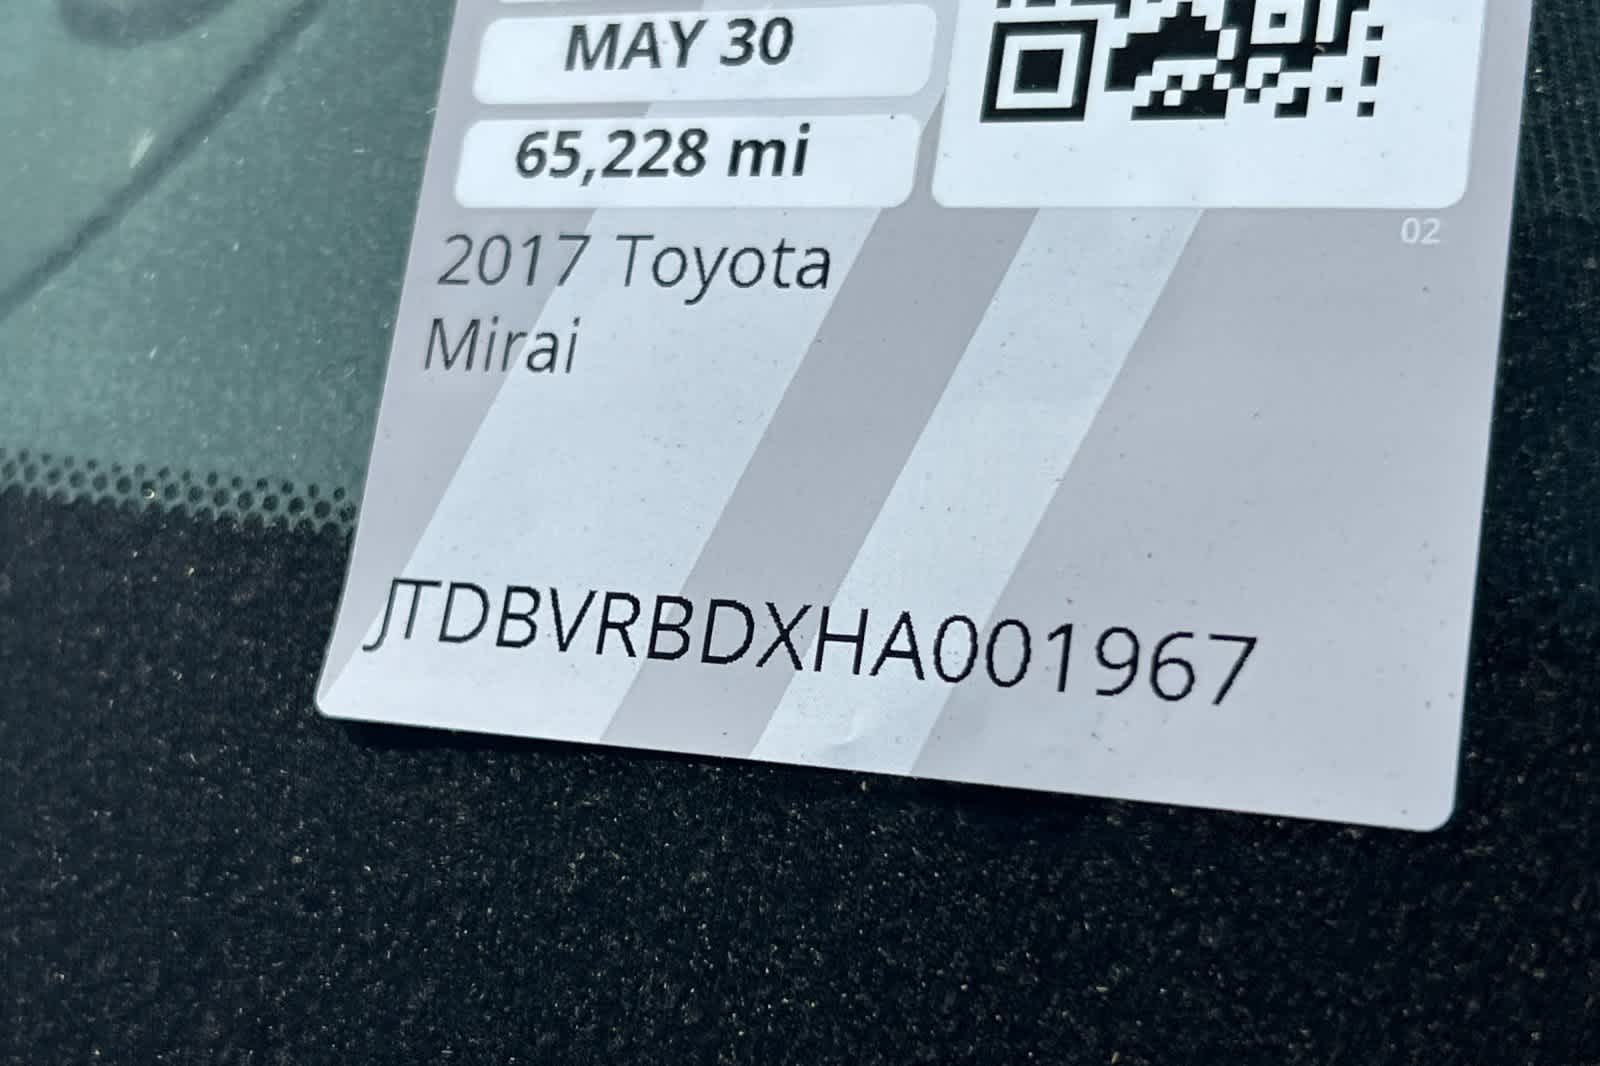 MAY 30
65,228 mi
02
2017 Toyota
Mirai
JTDBVRBDXHA001967